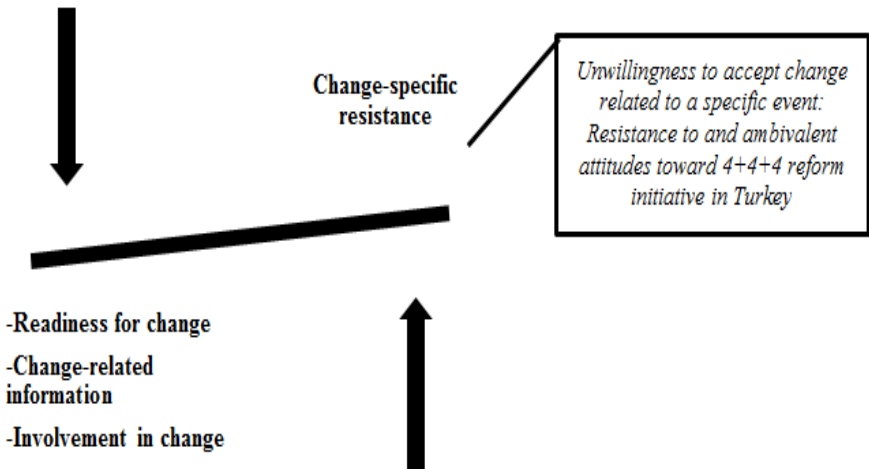 Change-specific
resistance
Unwillingness to accept change
related to a specific event:
Resistance to and ambivalent
attitudes toward 4+4+4 reform
initiative in Turkey
-Readiness for change
-Change-related
information
-Involvement in change